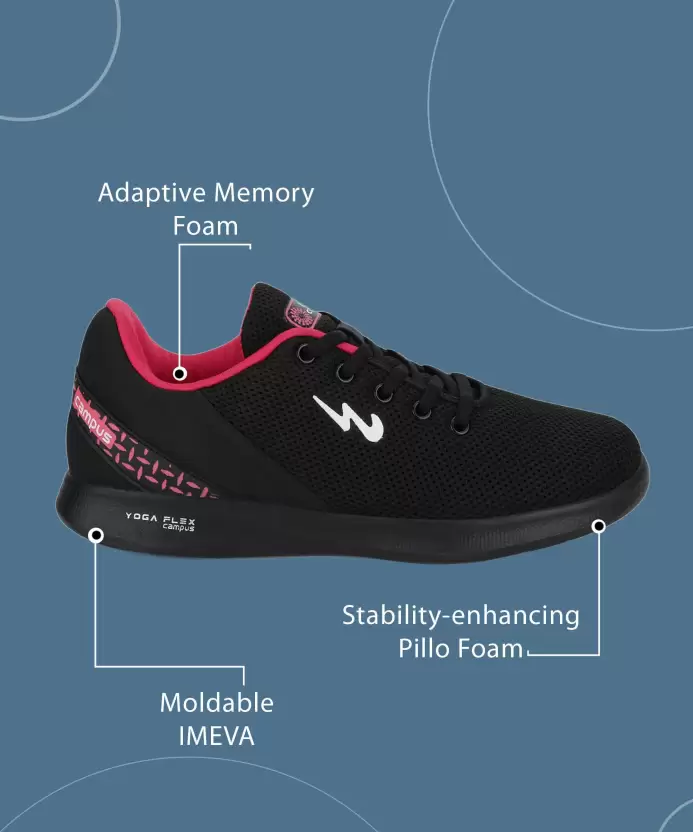 Adaptive Memory
Foam
campus
YOGA FLEX
campus
Stability-enhancing
Pillo Foam
Moldable
IMEVA